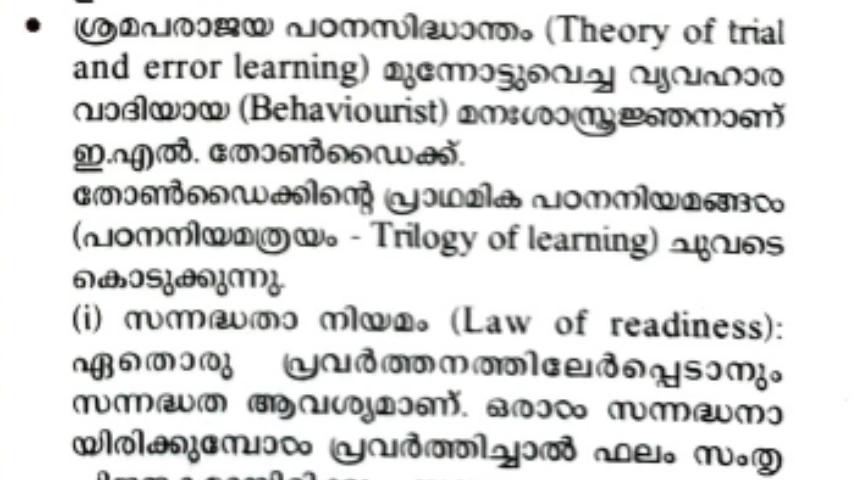 • ശ്രമപരാജയ പഠനസിദ്ധാന്തം (Theory of trial
and error learning) മുന്നോട്ടുവെച്ച വ്യവഹാര
വാദിയായ (Behaviourist) മനഃശാസ്ത്രജ്ഞനാണ്
ഇ.എൽ. തോൺഡൈക്ക്.
തോൺഡൈക്കിന്റെ പ്രാഥമിക പഠനനിയമങ്ങൾ
(പഠനനിയമത്രയം - Trilogy of learning) ചുവടെ
കൊടുക്കുന്നു.
(i) സന്നദ്ധതാ നിയമം (Law of readiness):
ഏതൊരു പ്രവർത്തനത്തിലേർപ്പെടാനും
സന്നദ്ധത ആവശ്യമാണ്. ഒരാൾ സന്നദ്ധനാ
യിരിക്കുമ്പോൾ പ്രവർത്തിച്ചാൽ ഫലം സംതൃ